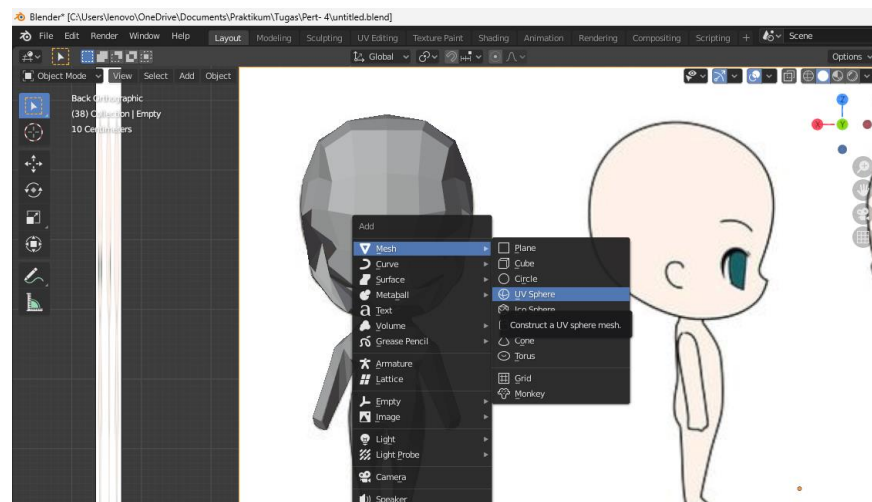 Blender* [C:\Users\lenovo\OneDrive\Documents\Praktikum\Tugas\Pert- 4\untitled.blend]
File Edit Render Window Help Layout Modeling Sculpting UV Editing Texture Paint Shading Animation Rendering Compositing Scripting + Scene
Global Options
Object Mode View Select Add Object
Back Orthographic
(38) Collection | Empty
10 Centimeters
Z
X Y
Add
Mesh
Curve
Surface
Metaball
Text
Volume
Grease Pencil
Armature
Lattice
Empty
Image
Light
Light Probe
Camera
Speaker
Plane
Cube
Circle
UV Sphere
Ico Sphere
Construct a UV sphere mesh.
Cone
Torus
Grid
Monkey